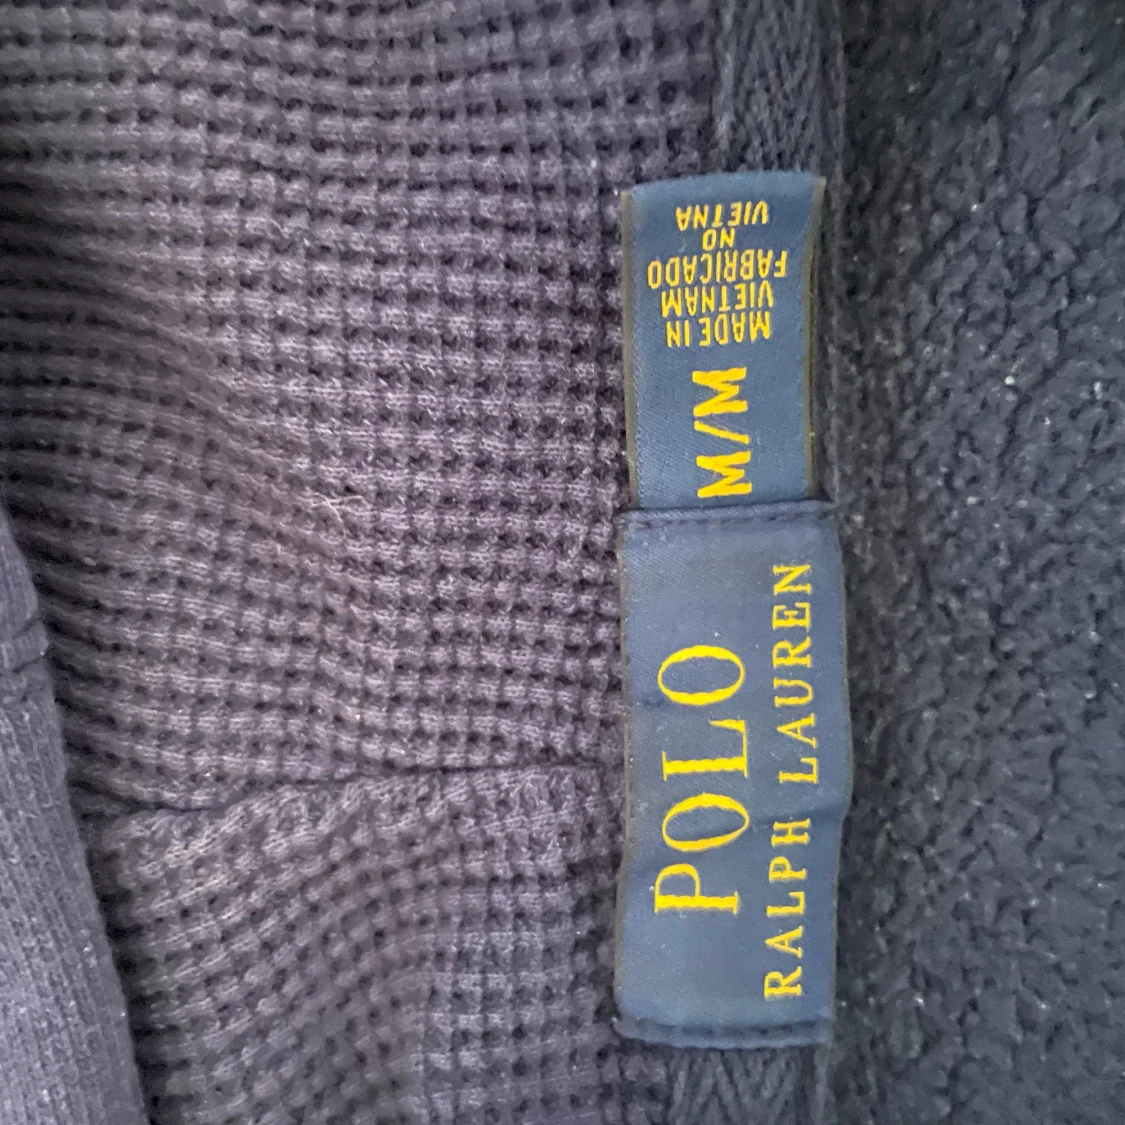 POLO
RALPH LAUREN
M/M
MADE IN
VIETNAM
FABRICADO
NO
VIETNA